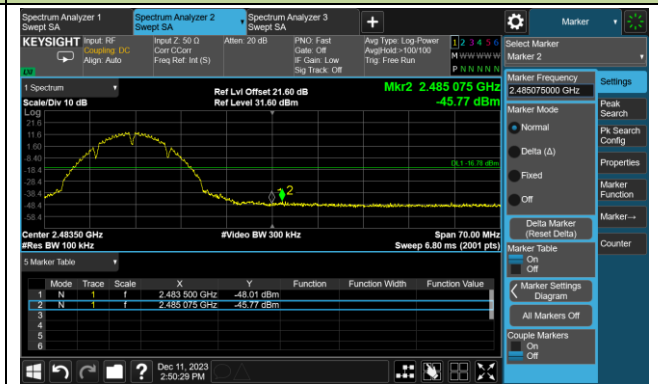 Spectrum Analyzer 1
Swept SA
Spectrum Analyzer 2
Swept SA
Spectrum Analyzer 3
Swept SA
Marker
KEYSIGHT
Input: RF
Coupling: DC
Align: Auto
Input Z: 50 Ω
Corr CCorr
Freq Ref: Int (S)
Atten: 20 dB
PNO: Fast
Gate: Off
IF Gain: Low
Sig Track: Off
Avg Type: Log-Power
Avg|Hold:>100/100
Trig: Free Run
1 2 3 4 5 6
M W W W W W
P N N N N N
Select Marker
Marker 2
1 Spectrum
Scale/Div 10 dB
Log
Ref Lvl Offset 21.60 dB
Ref Level 31.60 dBm
Mkr2 2.485 075 GHz
-45.77 dBm
21.6
11.6
1.60
-8.40
-18.4
-28.4
-38.4
-48.4
-58.4
DL1 -16.78 dBm
2
Center 2.48350 GHz
#Res BW 100 kHz
#Video BW 300 kHz
Span 70.00 MHz
Sweep 6.80 ms (2001 pts)
5 Marker Table
Mode Trace Scale X Y Function Function Width Function Value
1 N 1 f 2.483 500 GHz -48.01 dBm
2 N 1 f 2.485 075 GHz -45.77 dBm
3
4
5
6
Dec 11, 2023
2:50:29 PM
Marker Frequency
2.485075000 GHz
Marker Mode
Normal
Delta (Δ)
Fixed
Off
Delta Marker
(Reset Delta)
Marker Table
On
Off
Marker Settings
Diagram
All Markers Off
Couple Markers
On
Off
Settings
Peak
Search
Pk Search
Config
Properties
Marker
Function
Marker→
Counter